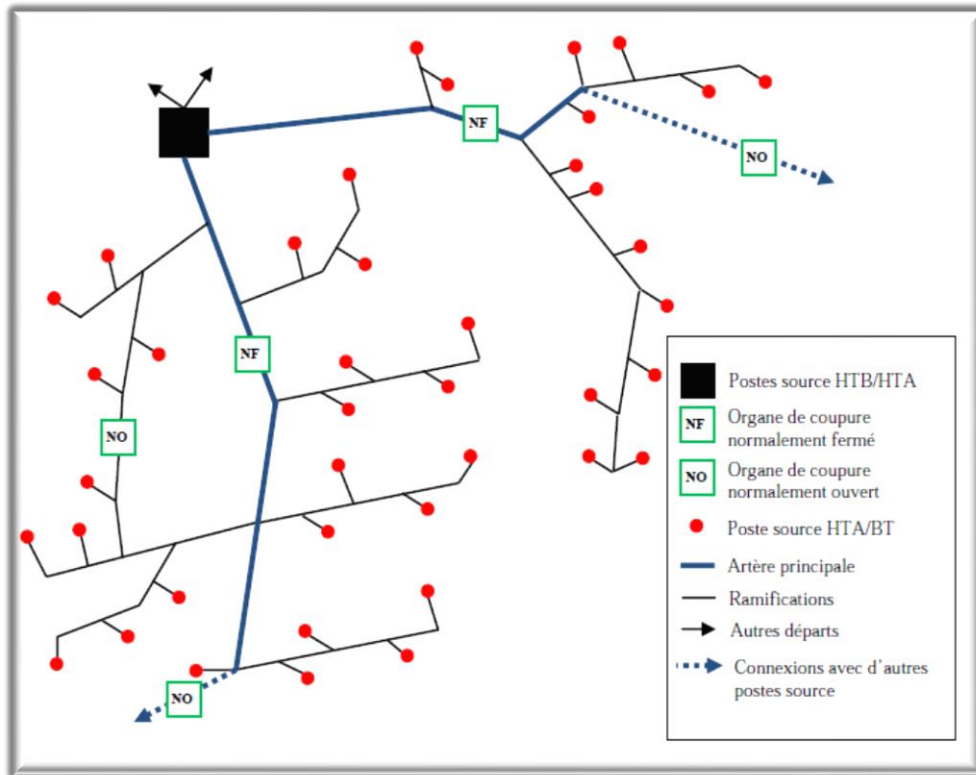 NF
NO
NF
NO
NO
Postes source HTB/HTA
NF
Organe de coupure
normalement fermé
NO
Organe de coupure
normalement ouvert
Poste source HTA/BT
Artère principale
Ramifications
Autres départs
Connexions avec d'autres
postes source